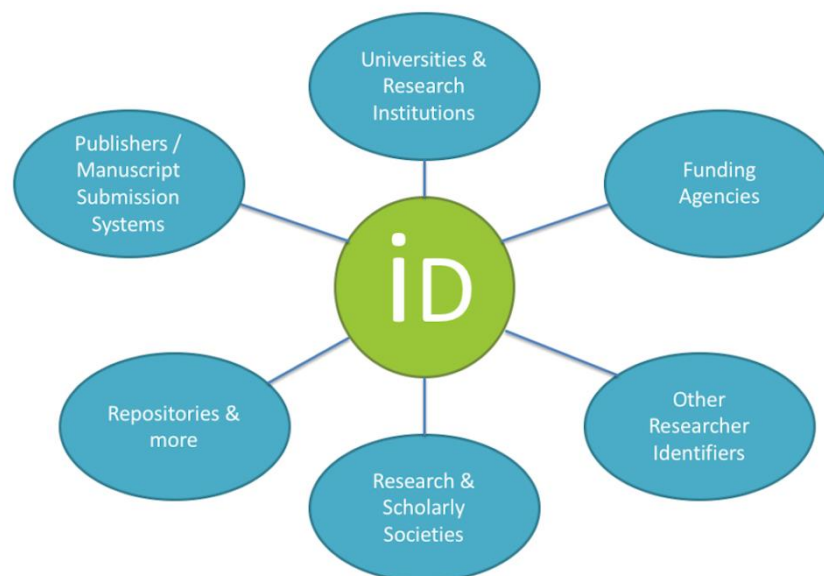 Universities &
Research
Institutions
Publishers /
Manuscript
Submission
Systems
Funding
Agencies
iD
Repositories &
more
Other
Researcher
Identifiers
Research &
Scholarly
Societies